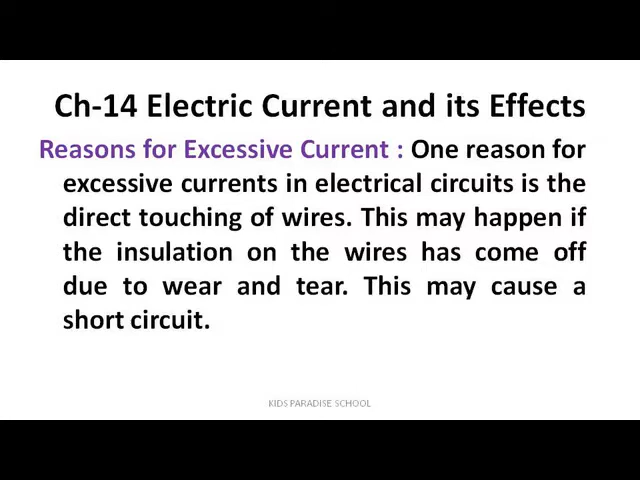 Ch-14 Electric Current and its Effects
Reasons for Excessive Current : One reason for
excessive currents in electrical circuits is the
direct touching of wires. This may happen if
the insulation on the wires has come off
due to wear and tear. This may cause a
short circuit.
KIDS PARADISE SCHOOL